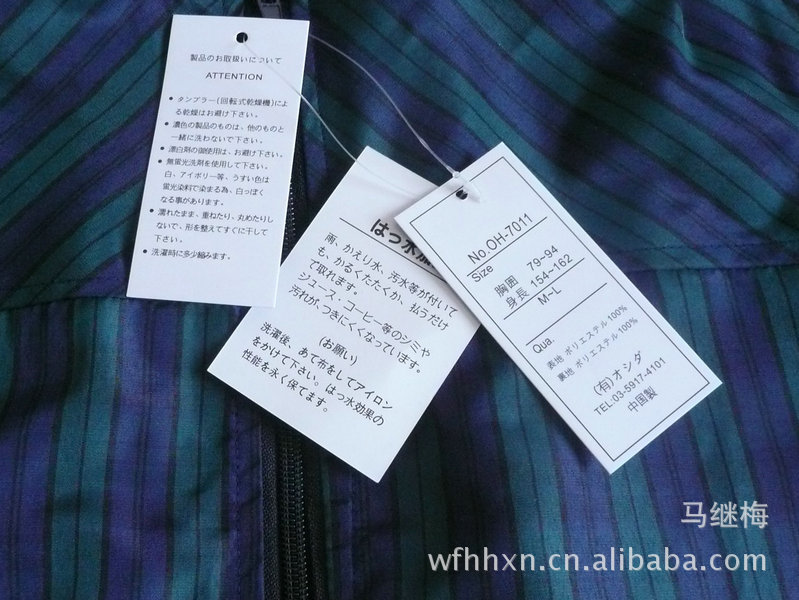 製品のお取扱いについて
ATTENTION
● タンブラー(回転式乾燥機)によ
る乾燥はお避け下さい。
● 濃色の製品のものは、他のものと
一緒に洗わないで下さい。
● 漂白剤の御使用は、お避け下さい。
● 無蛍光洗剤を使用して下さい。
白、アイボリー等、うすい色は
蛍光染料で染まる為、白っぽく
なる事があります。
● 濡れたまま、重ねたり、丸めたりし
ないで、形を整えてすぐに干して
下さい。
● 洗濯時に多少縮みます。
はっ水加
雨、かえり水、汚水等が付いて
も、かるくたたくか、払うだけ
で取れます。
ジュース・コーヒー等のシミや
汚れが、つきにくくなっています。
(お願い)
洗濯後、あて布をしてアイロン
をかけて下さい。はっ水効果の
性能を永く保てます。
No.OH-7011
Size
胸囲 79~94
身長 154~162
M~L
Qua.
表地 ポリエステル 100%
裏地 ポリエステル 100%
(有)オシダ
TEL-03-5917-4101
中国製
马继梅
wfhhxn.cn.alibaba.com